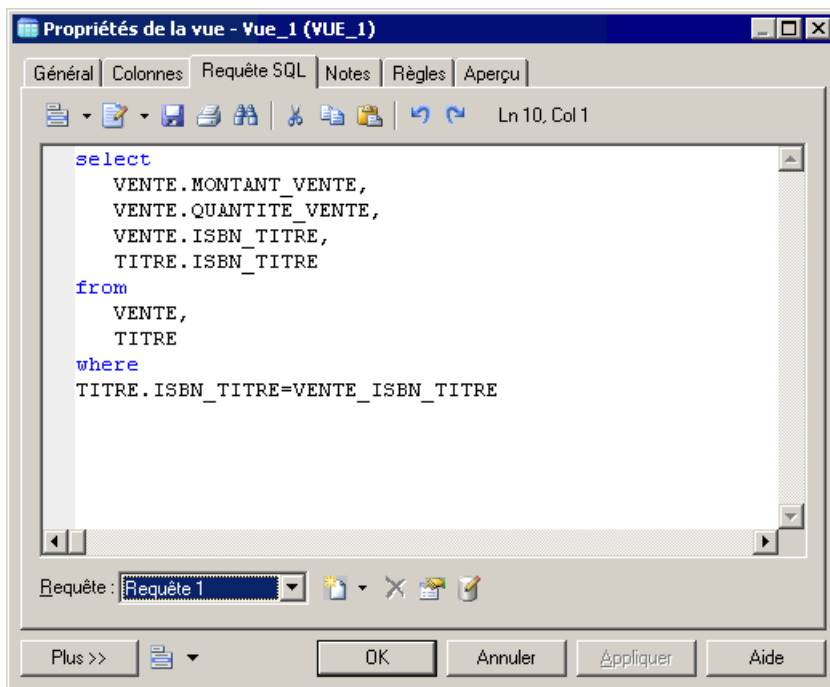 Propriétés de la vue - Vue_1 (VUE_1)
Général Colonnes Requête SQL Notes Règles Aperçu
Ln 10, Col 1
select
VENTE.MONTANT_VENTE,
VENTE.QUANTITE_VENTE,
VENTE.ISBN_TITRE,
TITRE.ISBN_TITRE
from
VENTE,
TITRE
where
TITRE.ISBN_TITRE=VENTE_ISBN_TITRE
Requête : Requête 1
Plus >> OK Annuler Appliquer Aide